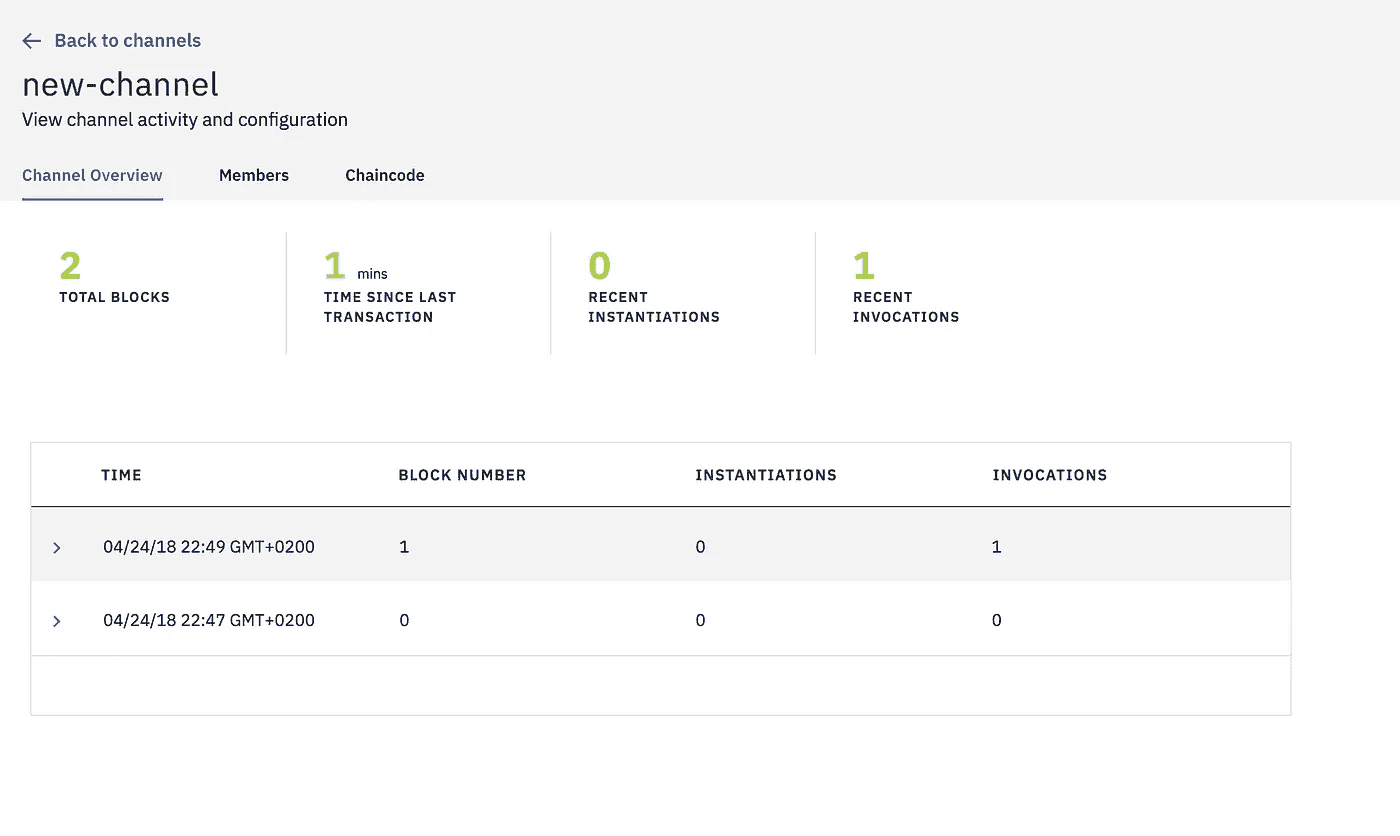 Back to channels
new-channel
View channel activity and configuration
Channel Overview Members Chaincode
2 1 mins 0 1
TOTAL BLOCKS TIME SINCE LAST RECENT RECENT
TRANSACTION INSTANTIATIONS INVOCATIONS
TIME BLOCK NUMBER INSTANTIATIONS INVOCATIONS
04/24/18 22:49 GMT+0200 1 0 1
04/24/18 22:47 GMT+0200 0 0 0